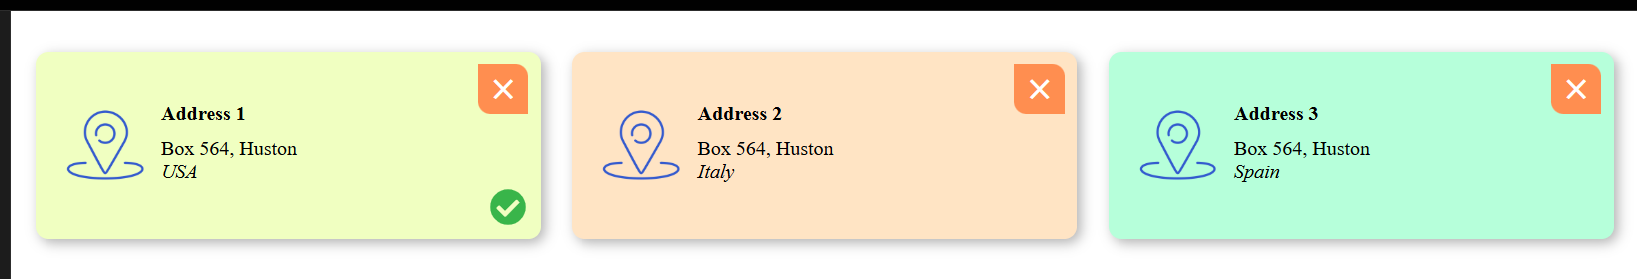 Address 1
Box 564, Huston
USA
Address 2
Box 564, Huston
Italy
Address 3
Box 564, Huston
Spain